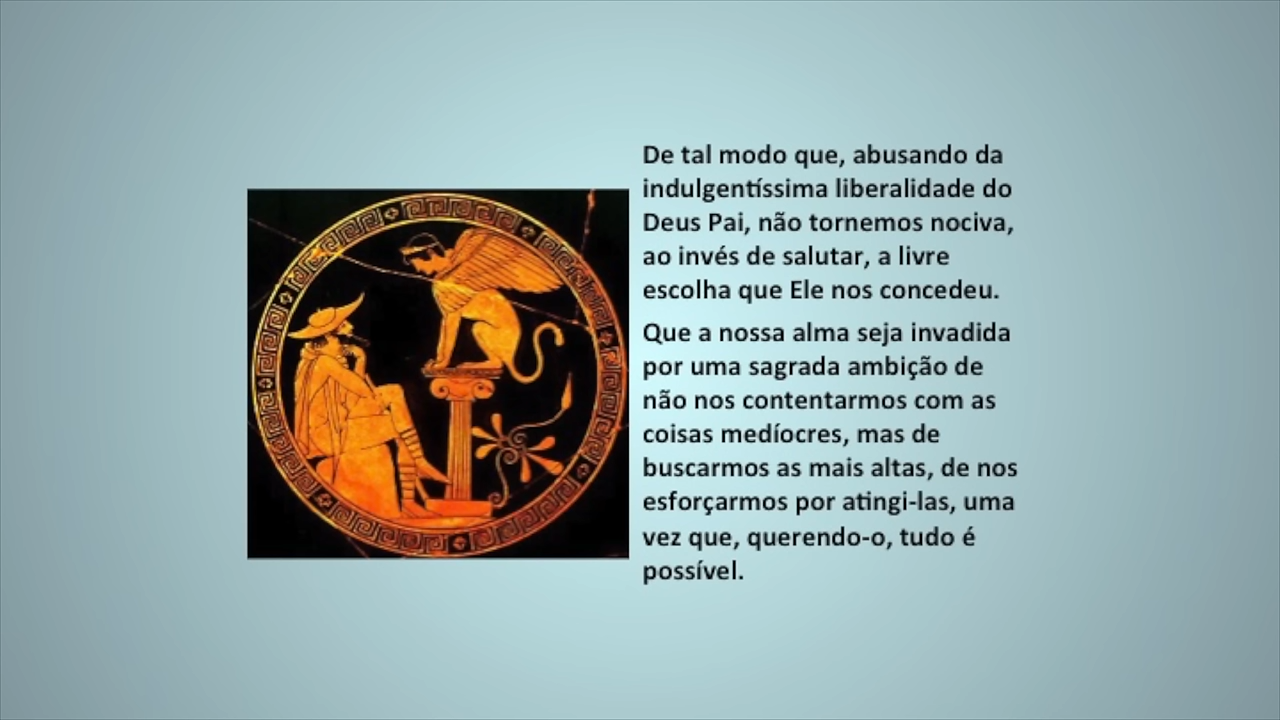 De tal modo que, abusando da
indulgentíssima liberalidade do
Deus Pai, não tornemos nociva,
ao invés de salutar, a livre
escolha que Ele nos concedeu.
Que a nossa alma seja invadida
por uma sagrada ambição de
não nos contentarmos com as
coisas medíocres, mas de
buscarmos as mais altas, de nos
esforçarmos por atingi-las, uma
vez que, querendo-o, tudo é
possível.